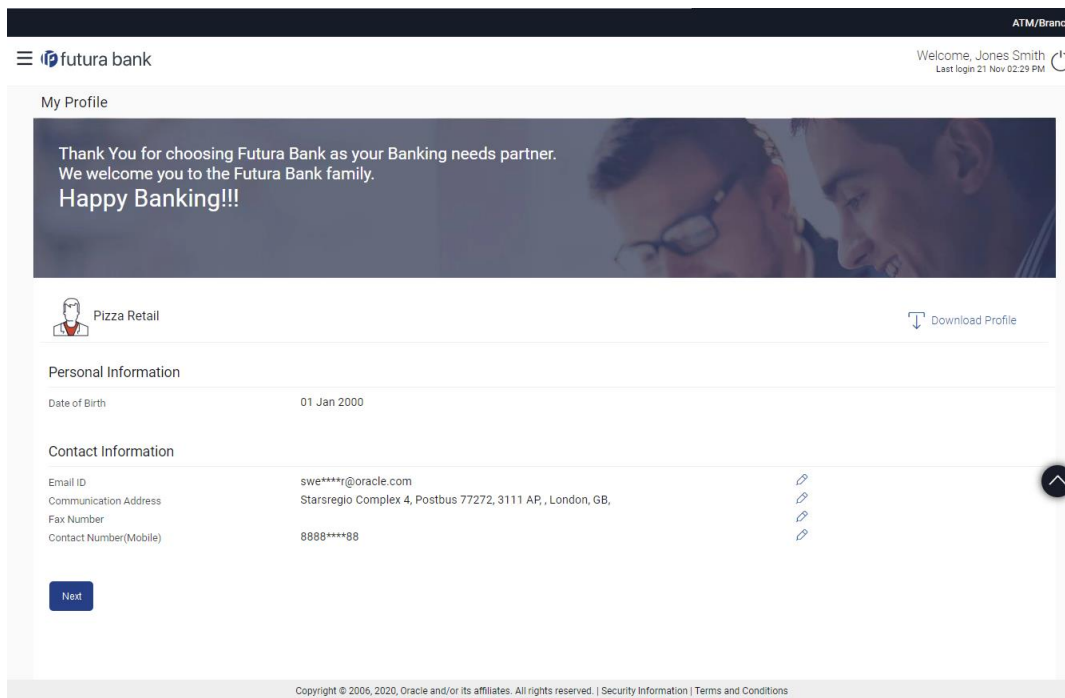 ATM/Branc
futura bank
Welcome, Jones Smith
Last login 21 Nov 02:29 PM
My Profile
Thank You for choosing Futura Bank as your Banking needs partner.
We welcome you to the Futura Bank family.
Happy Banking!!!
Pizza Retail
Download Profile
Personal Information
Date of Birth 01 Jan 2000
Contact Information
Email ID swe****r@oracle.com
Communication Address Starsregio Complex 4, Postbus 77272, 3111 AP, , London, GB,
Fax Number
Contact Number(Mobile) 8888****88
Next
Copyright © 2006, 2020, Oracle and/or its affiliates. All rights reserved. | Security Information | Terms and Conditions